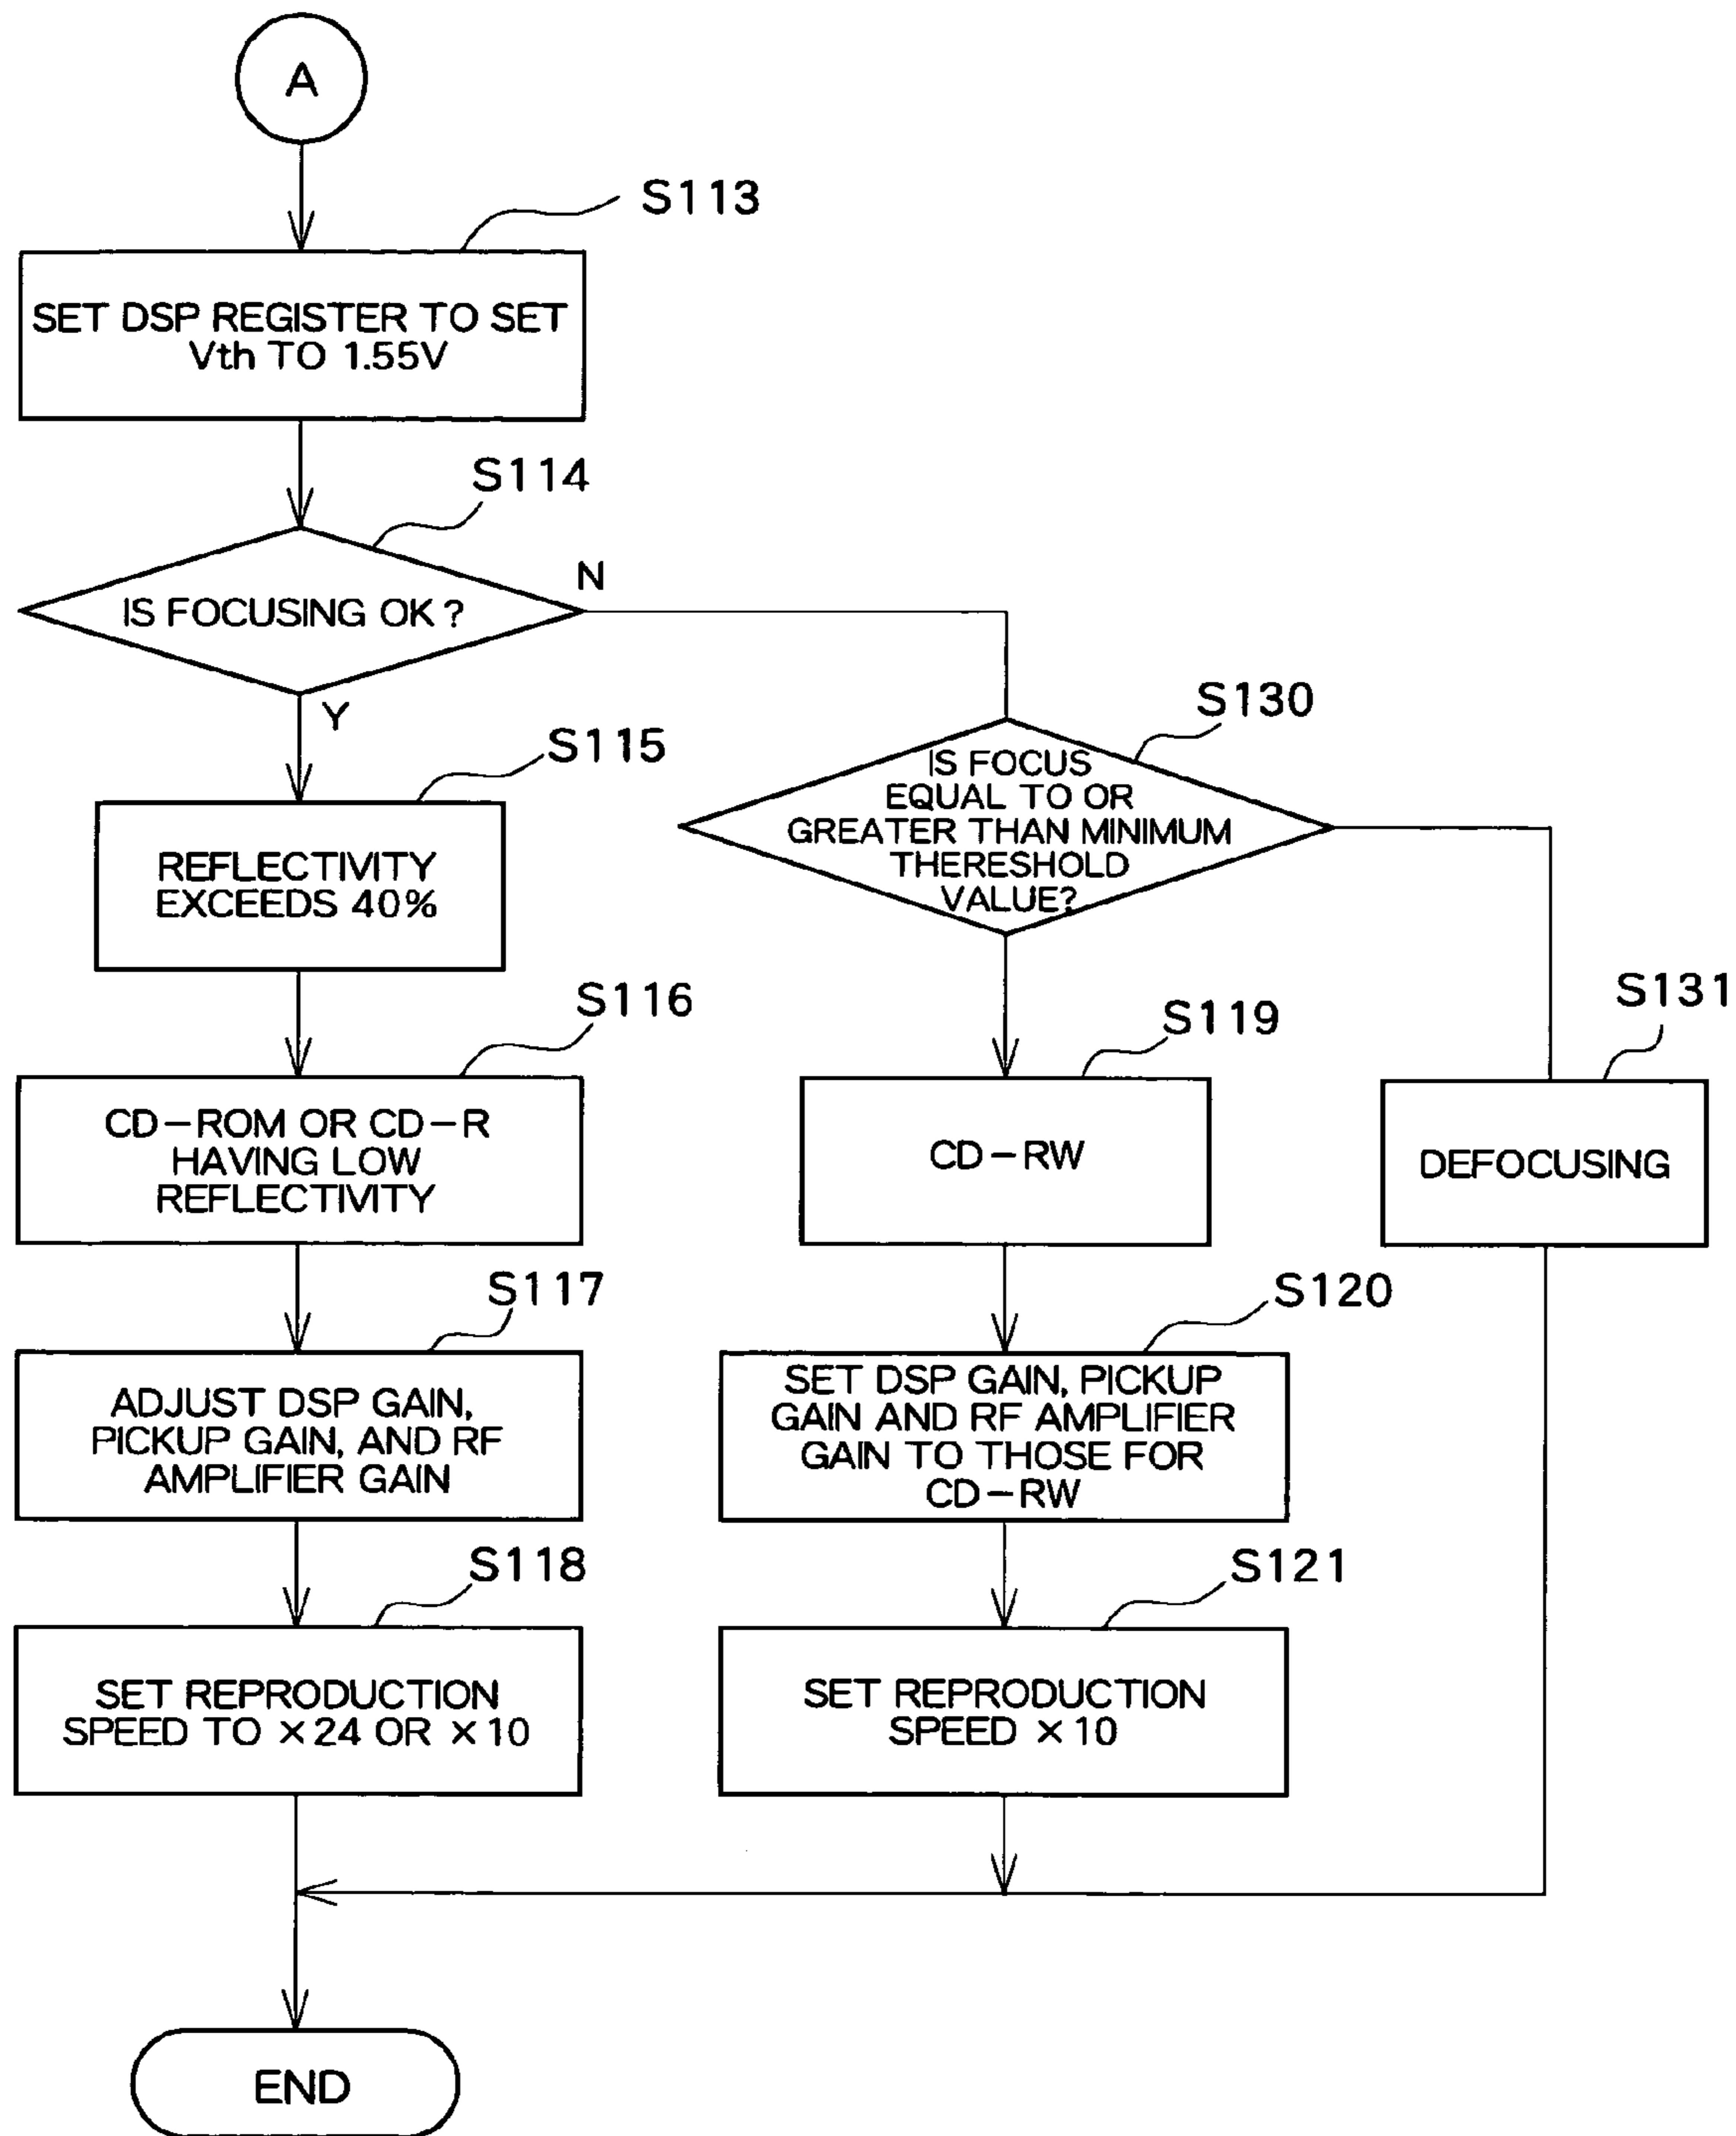 A
S113
SET DSP REGISTER TO SET
Vth TO 1.55V
S114
IS FOCUSING OK?
N
Y
S115
REFLECTIVITY
EXCEEDS 40%
S130
IS FOCUS
EQUAL TO OR
GREATER THAN MINIMUM
THERESHOLD
VALUE?
S116
CD-ROM OR CD-R
HAVING LOW
REFLECTIVITY
S119
CD-RW
S131
DEFOCUSING
S117
ADJUST DSP GAIN,
PICKUP GAIN, AND RF
AMPLIFIER GAIN
S120
SET DSP GAIN, PICKUP
GAIN AND RF AMPLIFIER
GAIN TO THOSE FOR
CD-RW
S118
SET REPRODUCTION
SPEED TO ×24 OR ×10
S121
SET REPRODUCTION
SPEED ×10
END